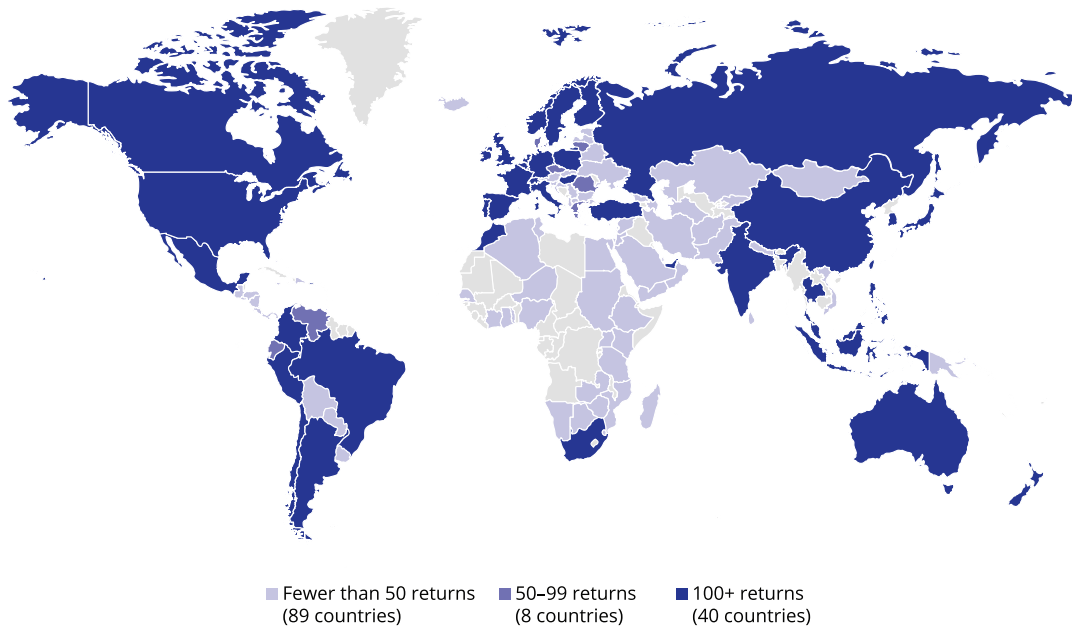 Fewer than 50 returns 50–99 returns 100+ returns
(89 countries) (8 countries) (40 countries)